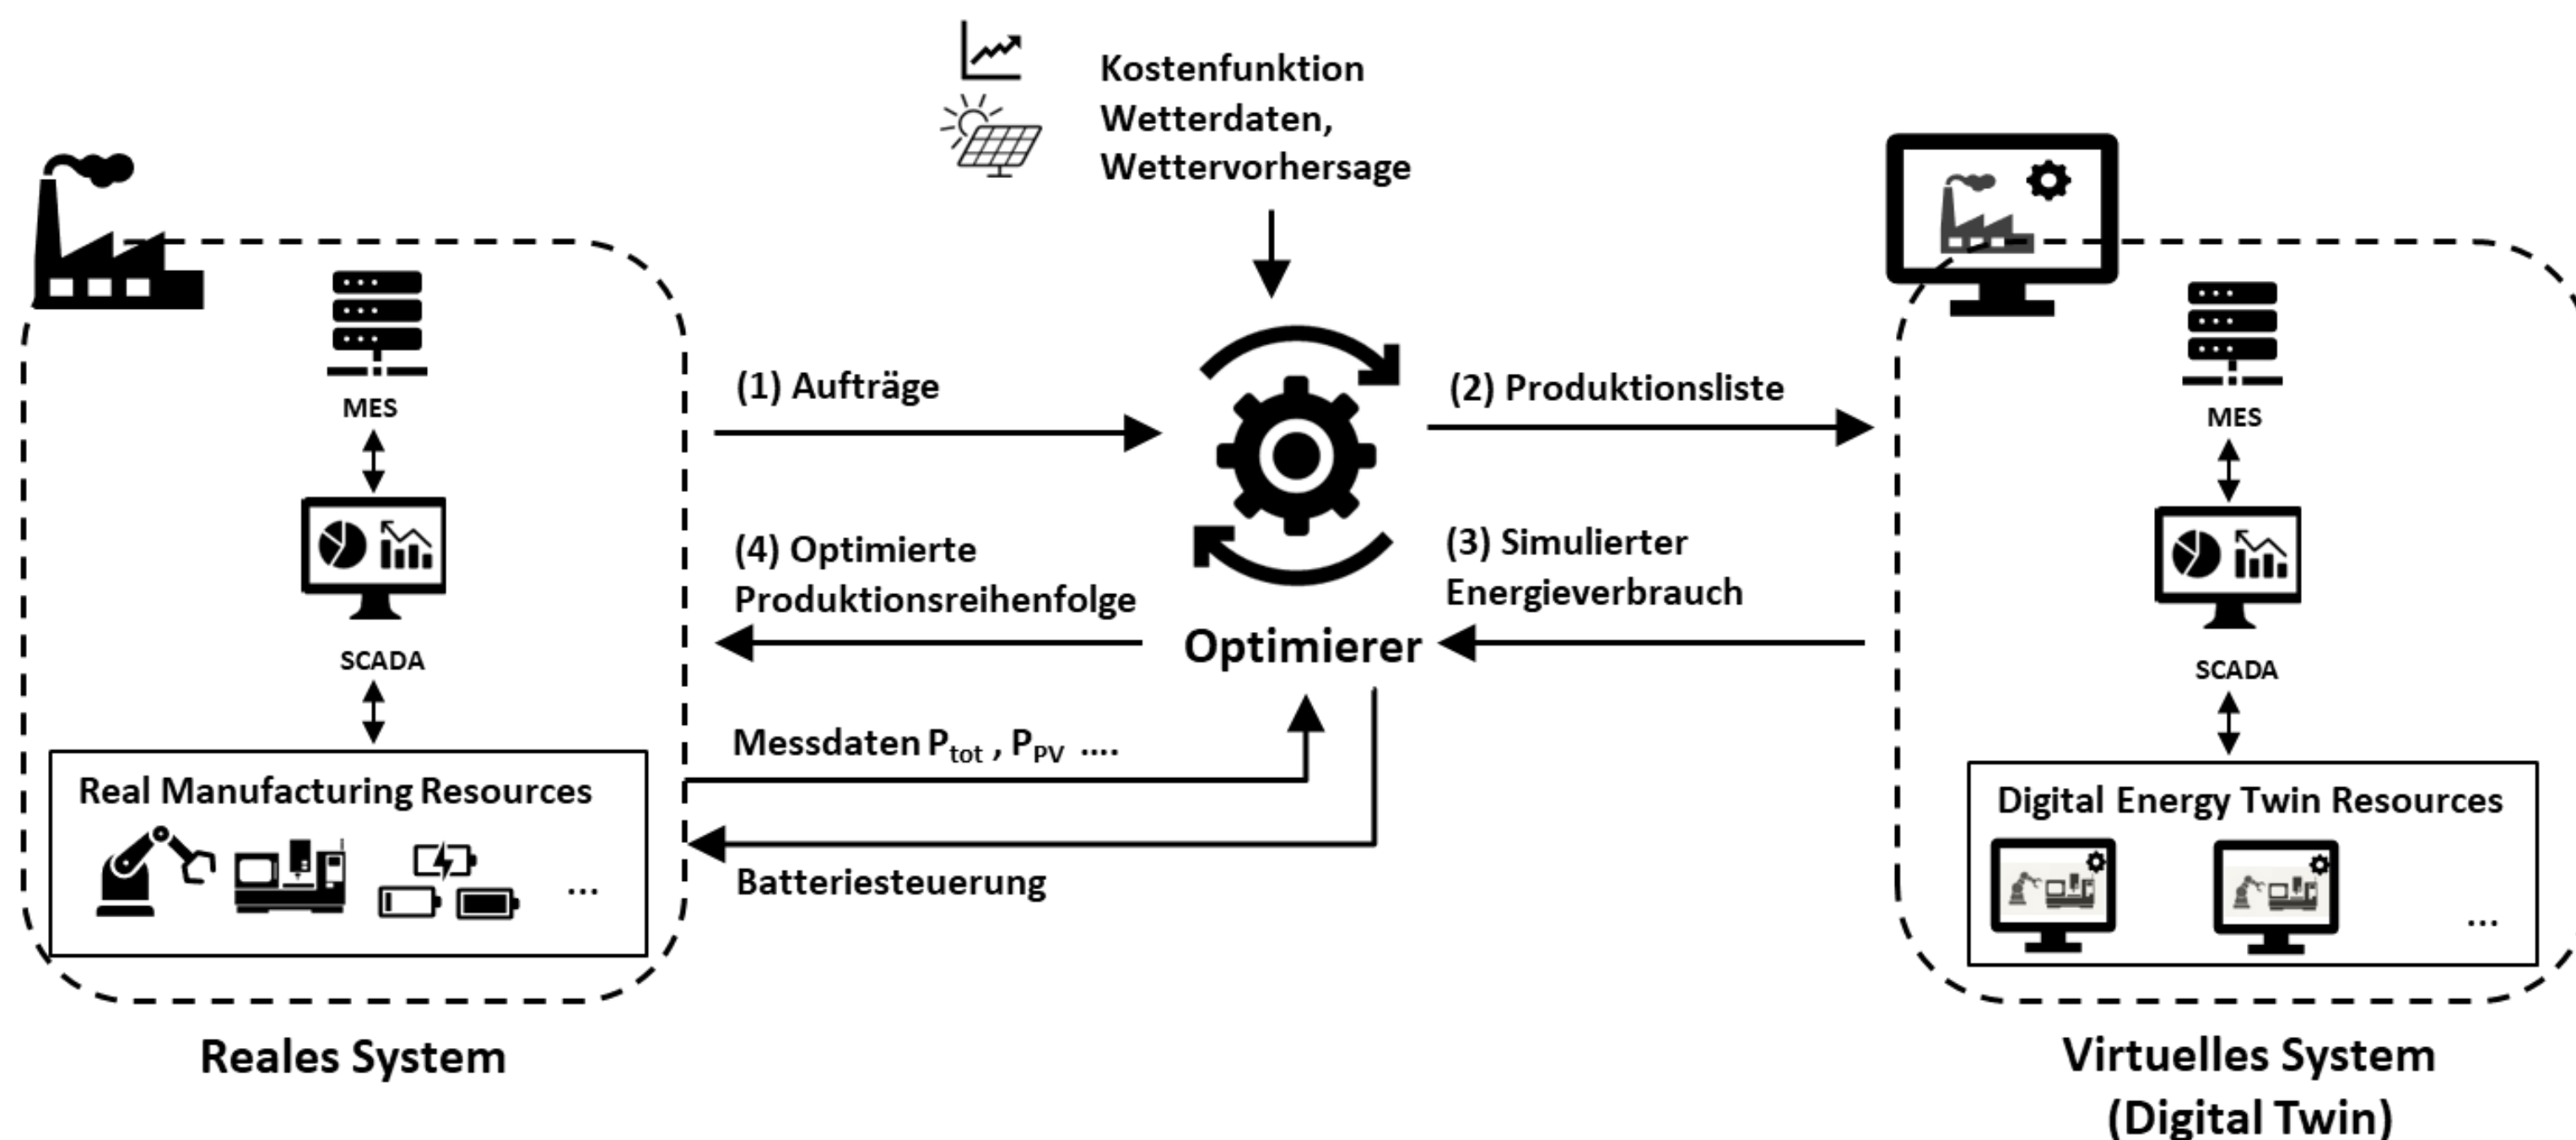 Kostenfunktion
Wetterdaten,
Wettervorhersage
MES
SCADA
Real Manufacturing Resources
...
Reales System
(1) Aufträge
(4) Optimierte
Produktionsreihenfolge
Messdaten Ptot , PPV ....
Batteriesteuerung
Optimierer
(2) Produktionsliste
(3) Simulierter
Energieverbrauch
MES
SCADA
Digital Energy Twin Resources
...
Virtuelles System
(Digital Twin)